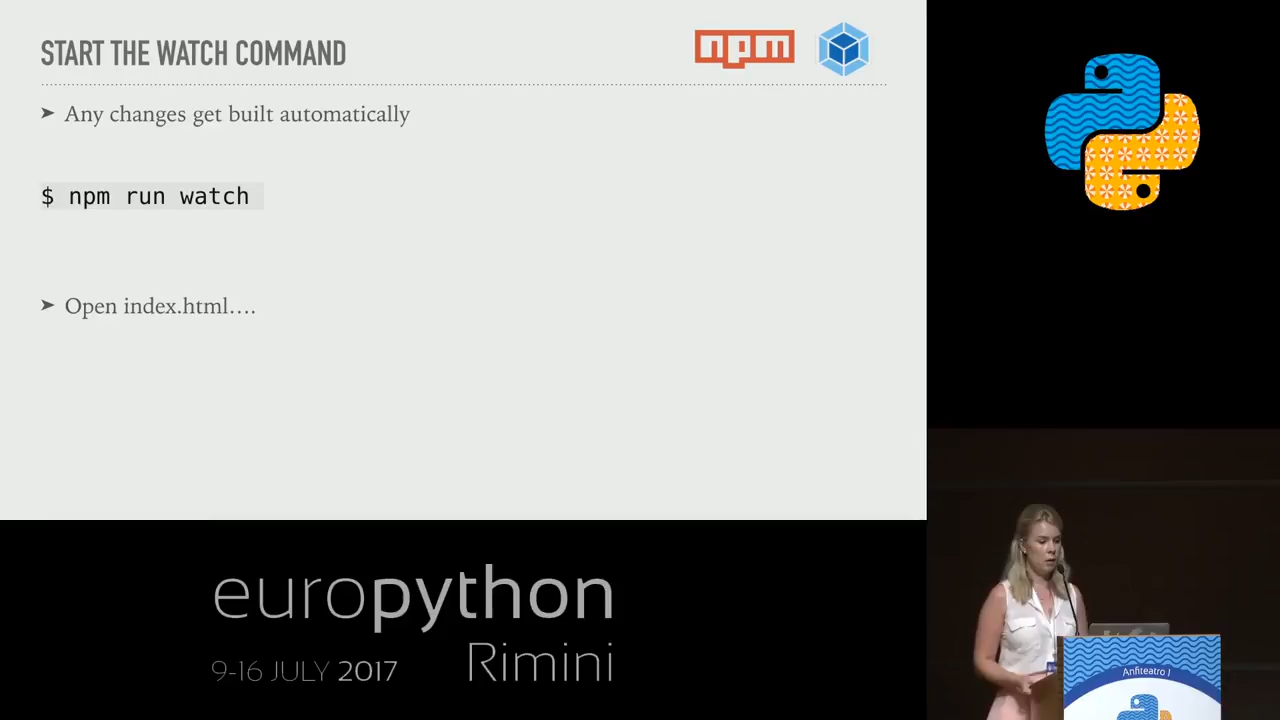 START THE WATCH COMMAND
npm
➤ Any changes get built automatically
$ npm run watch
➤ Open index.html….
europython
Rimini
9-16 JULY 2017
Anfiteatro I